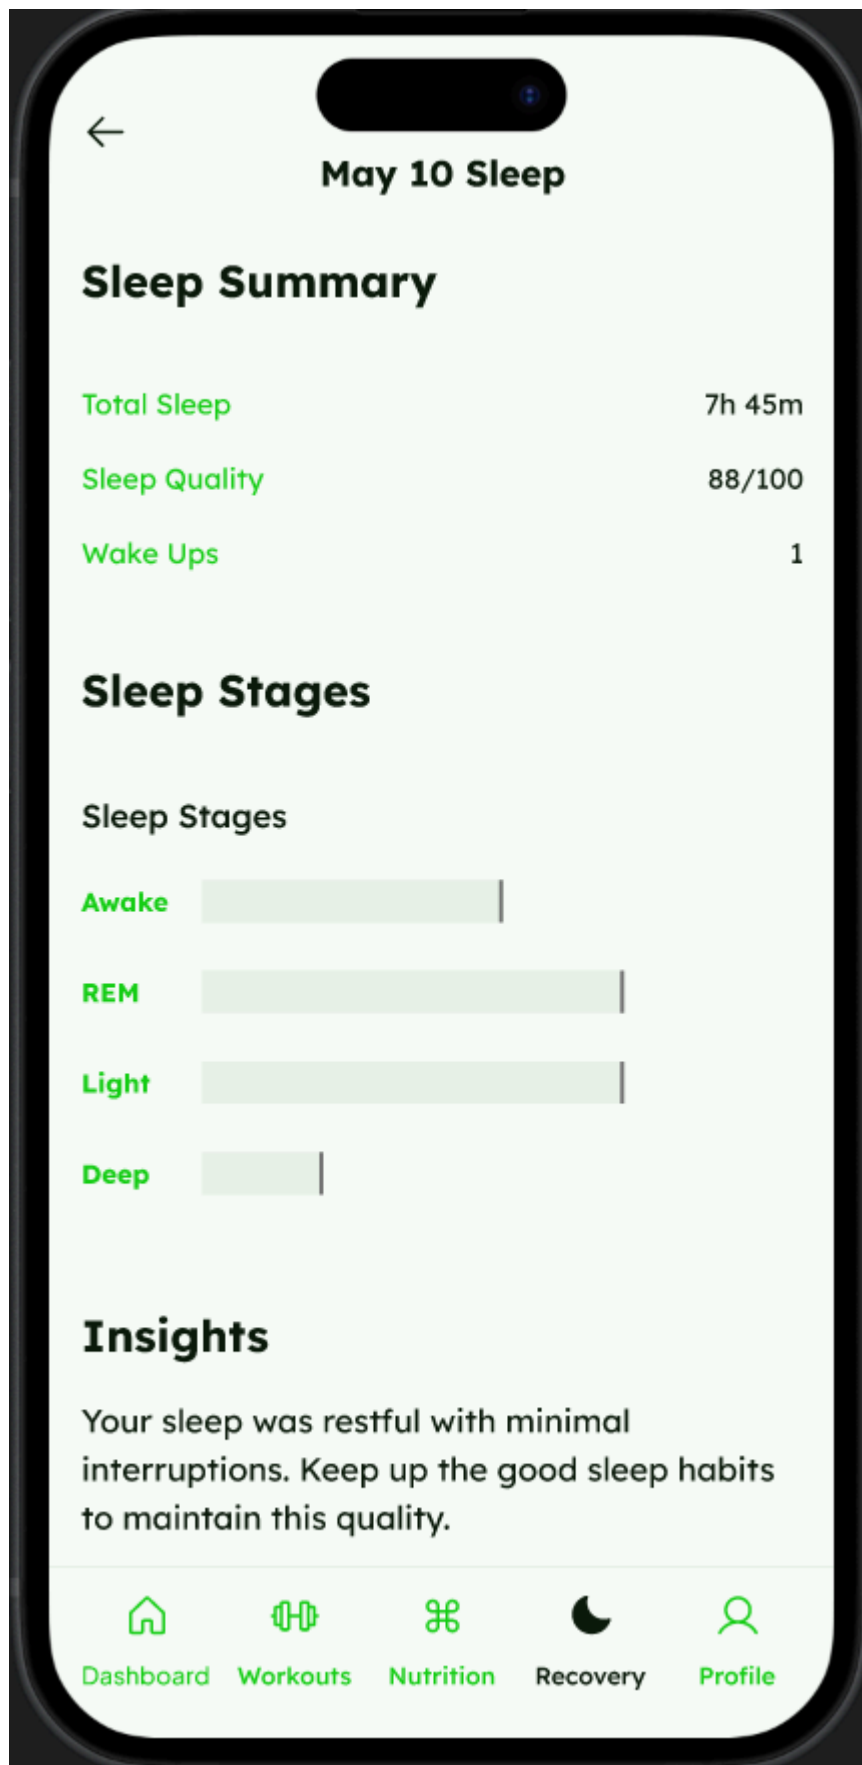 May 10 Sleep
Sleep Summary
Total Sleep 7h 45m
Sleep Quality 88/100
Wake Ups 1
Sleep Stages
Sleep Stages
Awake
REM
Light
Deep
Insights
Your sleep was restful with minimal
interruptions. Keep up the good sleep habits
to maintain this quality.
Dashboard Workouts Nutrition Recovery Profile